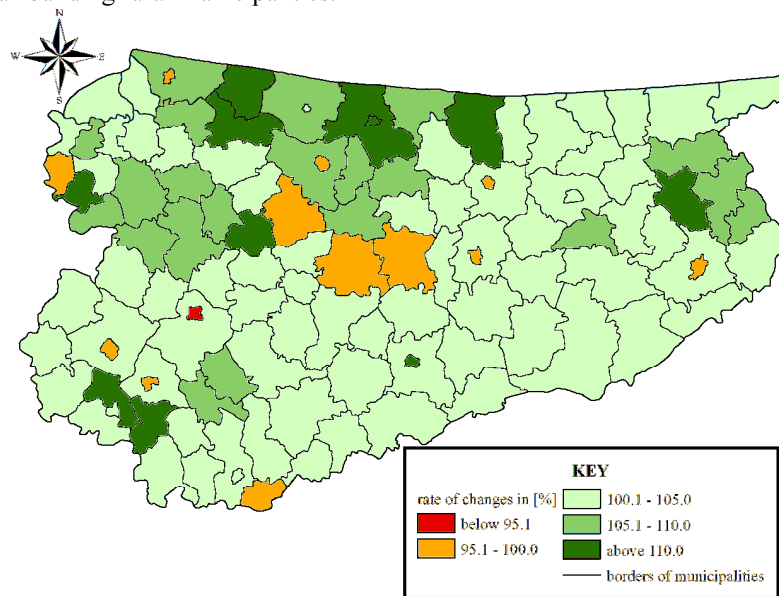 N
W E
S
KEY
rate of changes in [%]
below 95.1
95.1 - 100.0
100.1 - 105.0
105.1 - 110.0
above 110.0
borders of municipalities